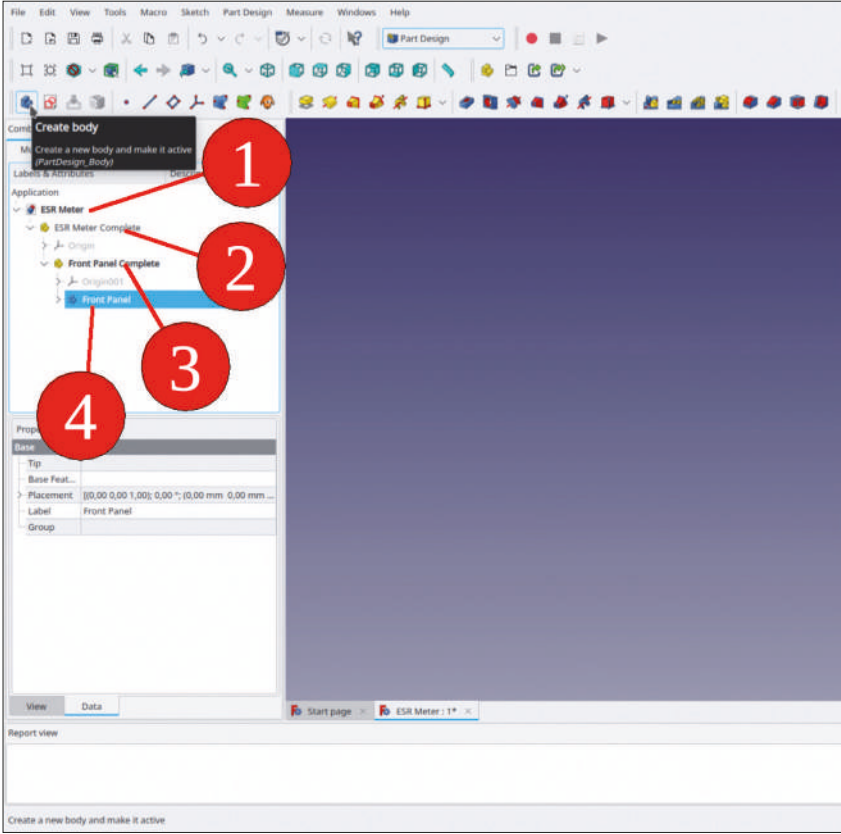 File Edit View Tools Macro Sketch Part Design Measure Windows Help
Part Design
Create body
Create a new body and make it active
(PartDesign_Body)
Labels & Attributes
Application
ESR Meter
ESR Meter Complete
Origin
Front Panel Complete
Origin001
Front Panel
1
2
3
4
Base
Tip
Base Feat...
Placement [(0,00 0,00 1,00); 0,00 °; (0,00 mm 0,00 mm ...
Label Front Panel
Group
View Data
Start page ESR Meter : 1*
Report view
Create a new body and make it active